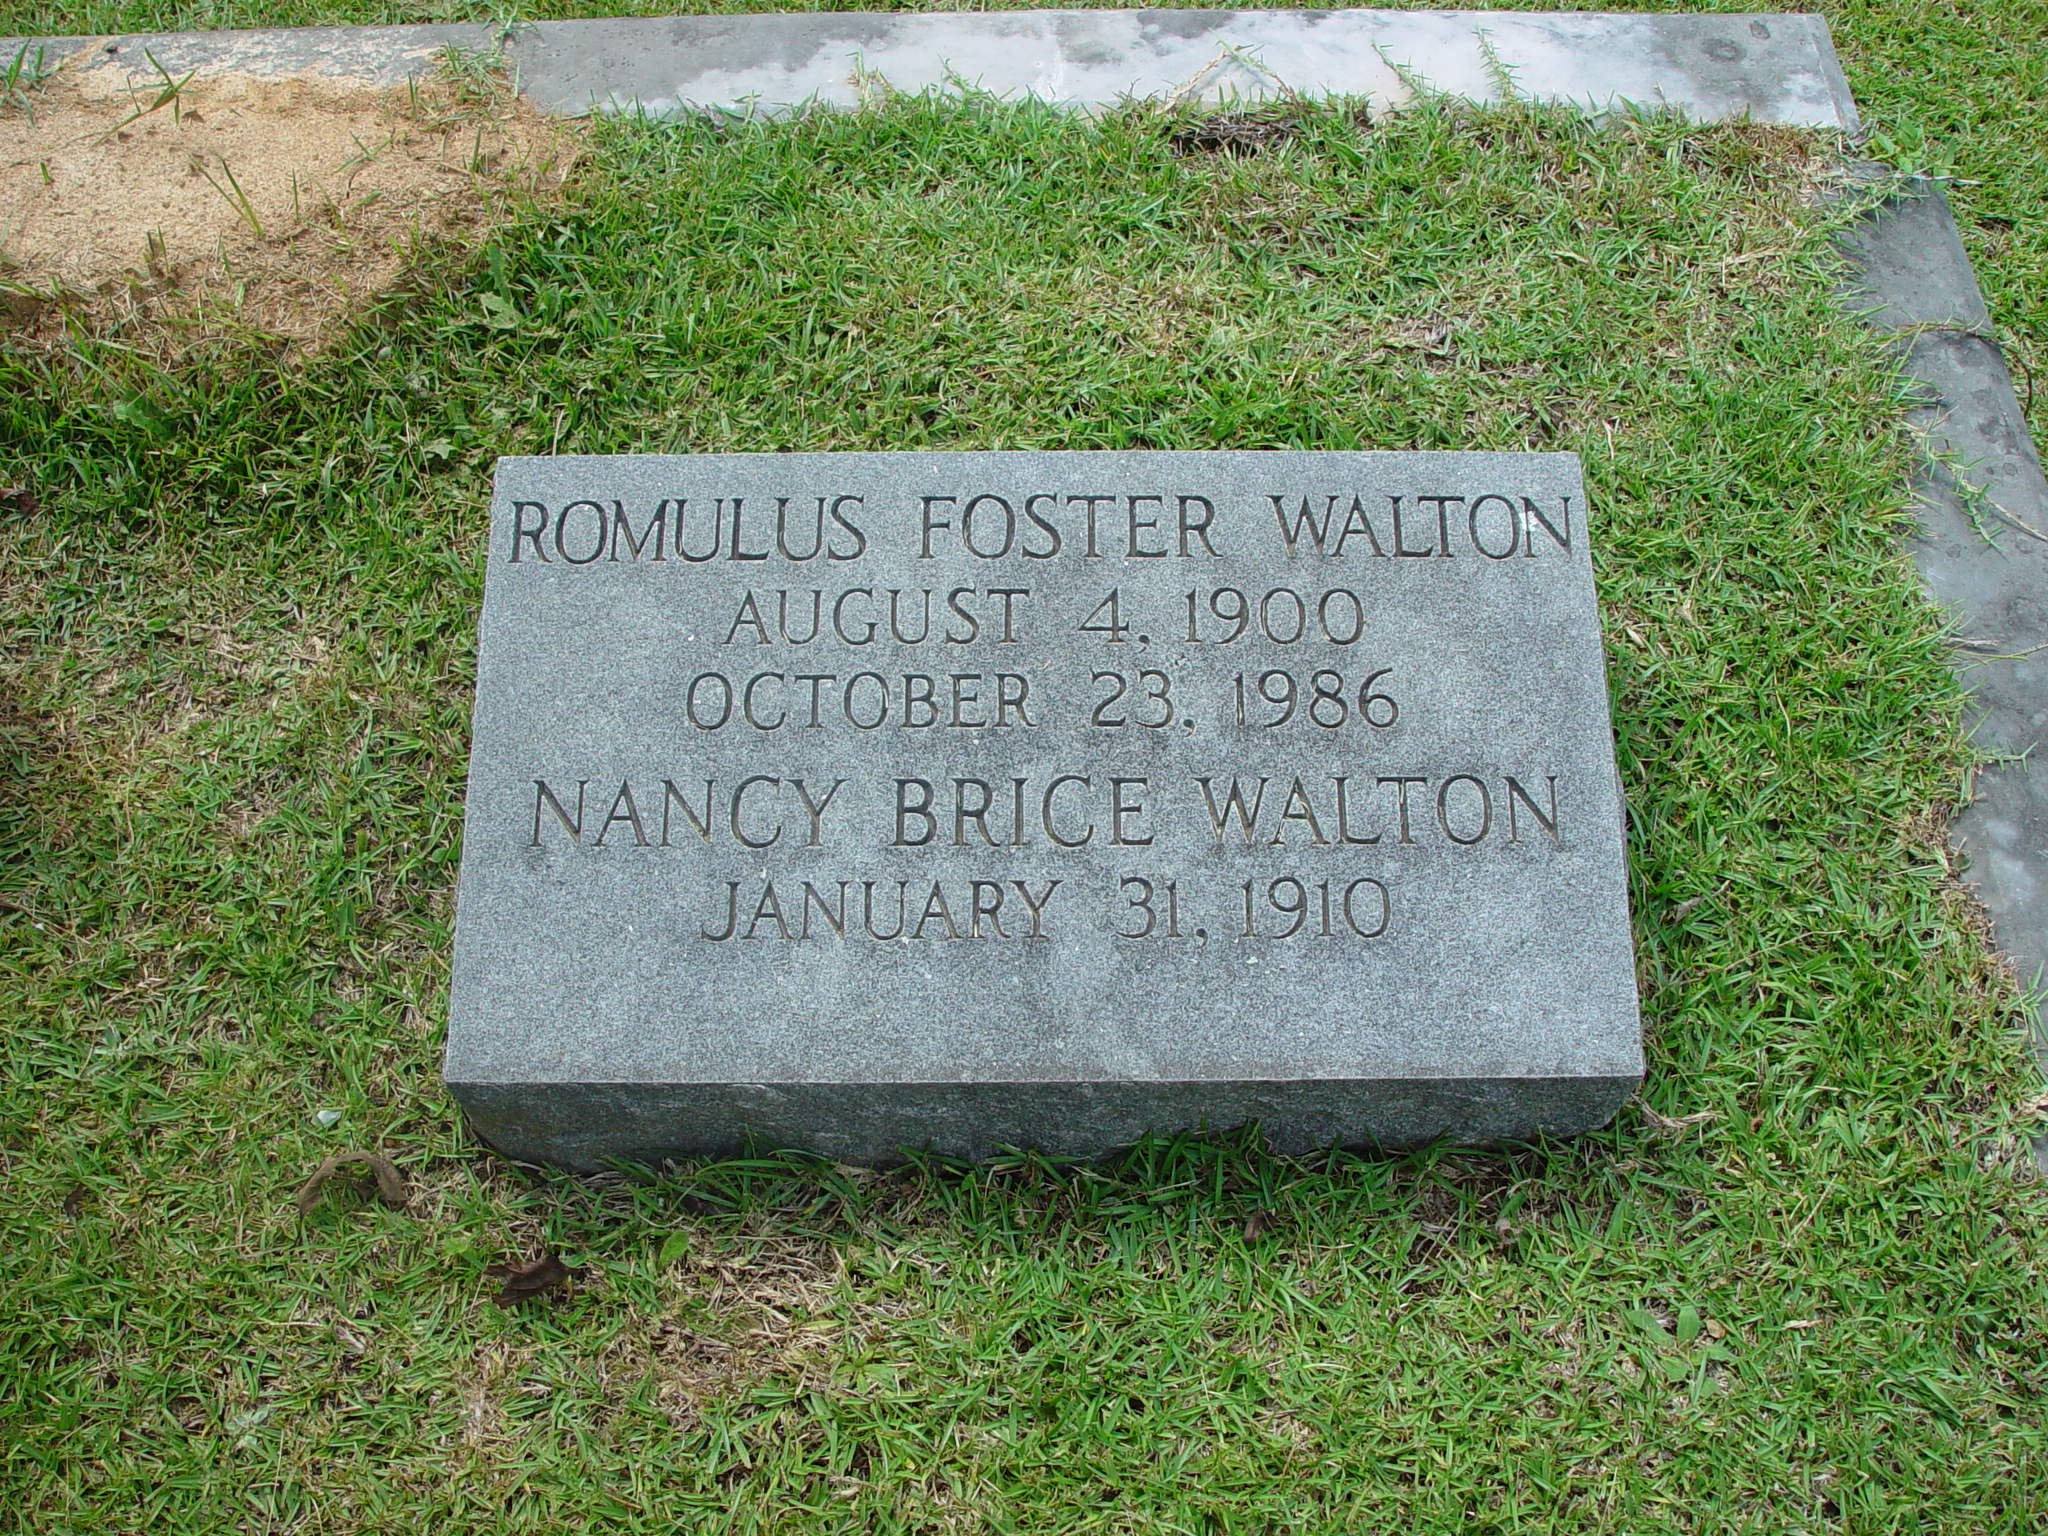 ROMULUS FOSTER WALTON
AUGUST 4, 1900
OCTOBER 23, 1986
NANCY BRICE WALTON
JANUARY 31, 1910